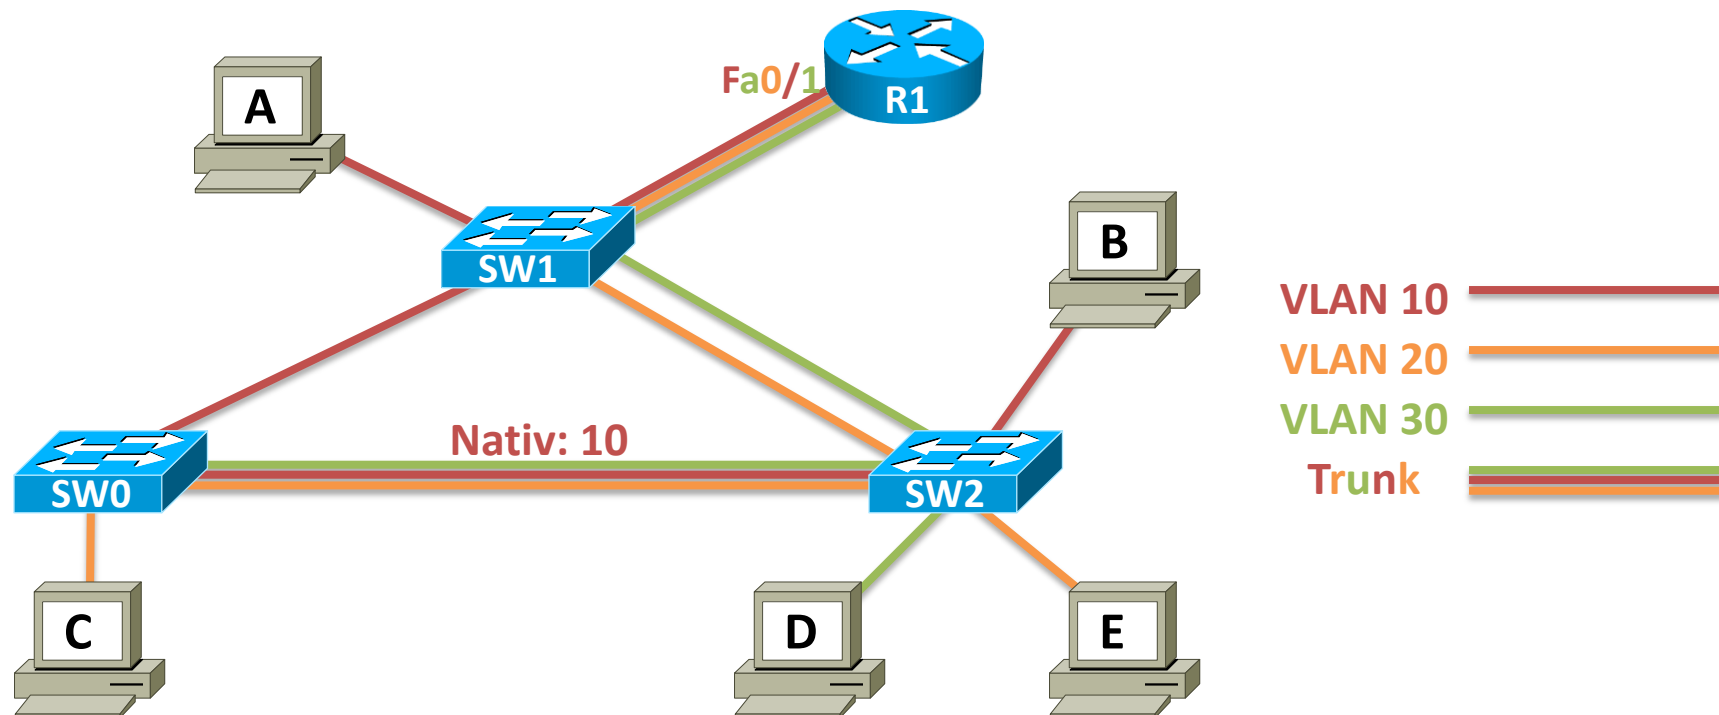 Fa0/1
R1
A
SW1
B
VLAN 10
VLAN 20
VLAN 30
Trunk
Nativ: 10
SW0
SW2
C
D
E